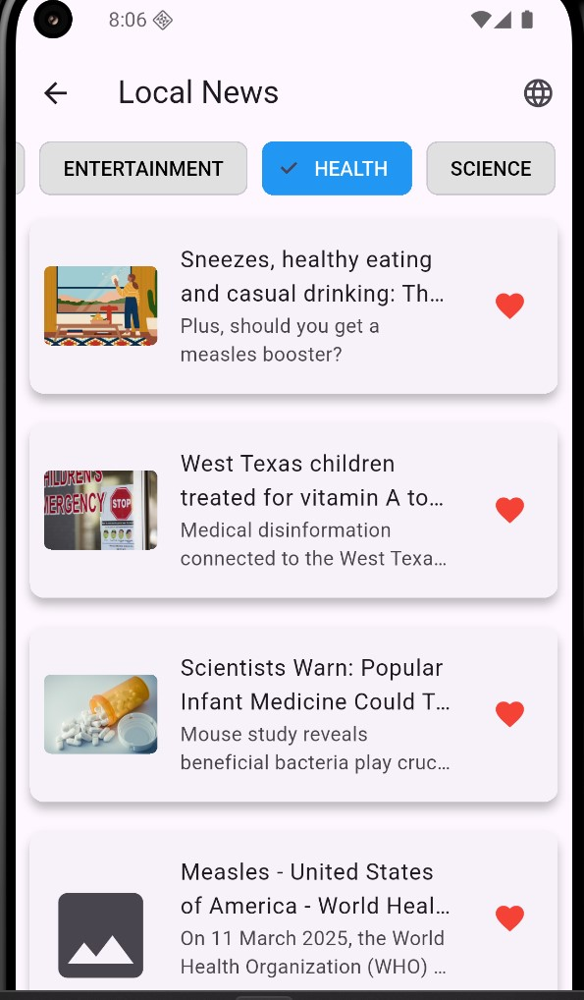 8:06
Local News
ENTERTAINMENT
HEALTH
SCIENCE
Sneezes, healthy eating
and casual drinking: Th…
Plus, should you get a
measles booster?
HILDREN'S
MERGENCY
STOP
West Texas children
treated for vitamin A to…
Medical disinformation
connected to the West Texa…
Scientists Warn: Popular
Infant Medicine Could T…
Mouse study reveals
beneficial bacteria play cruc…
Measles - United States
of America - World Heal…
On 11 March 2025, the World
Health Organization (WHO) …